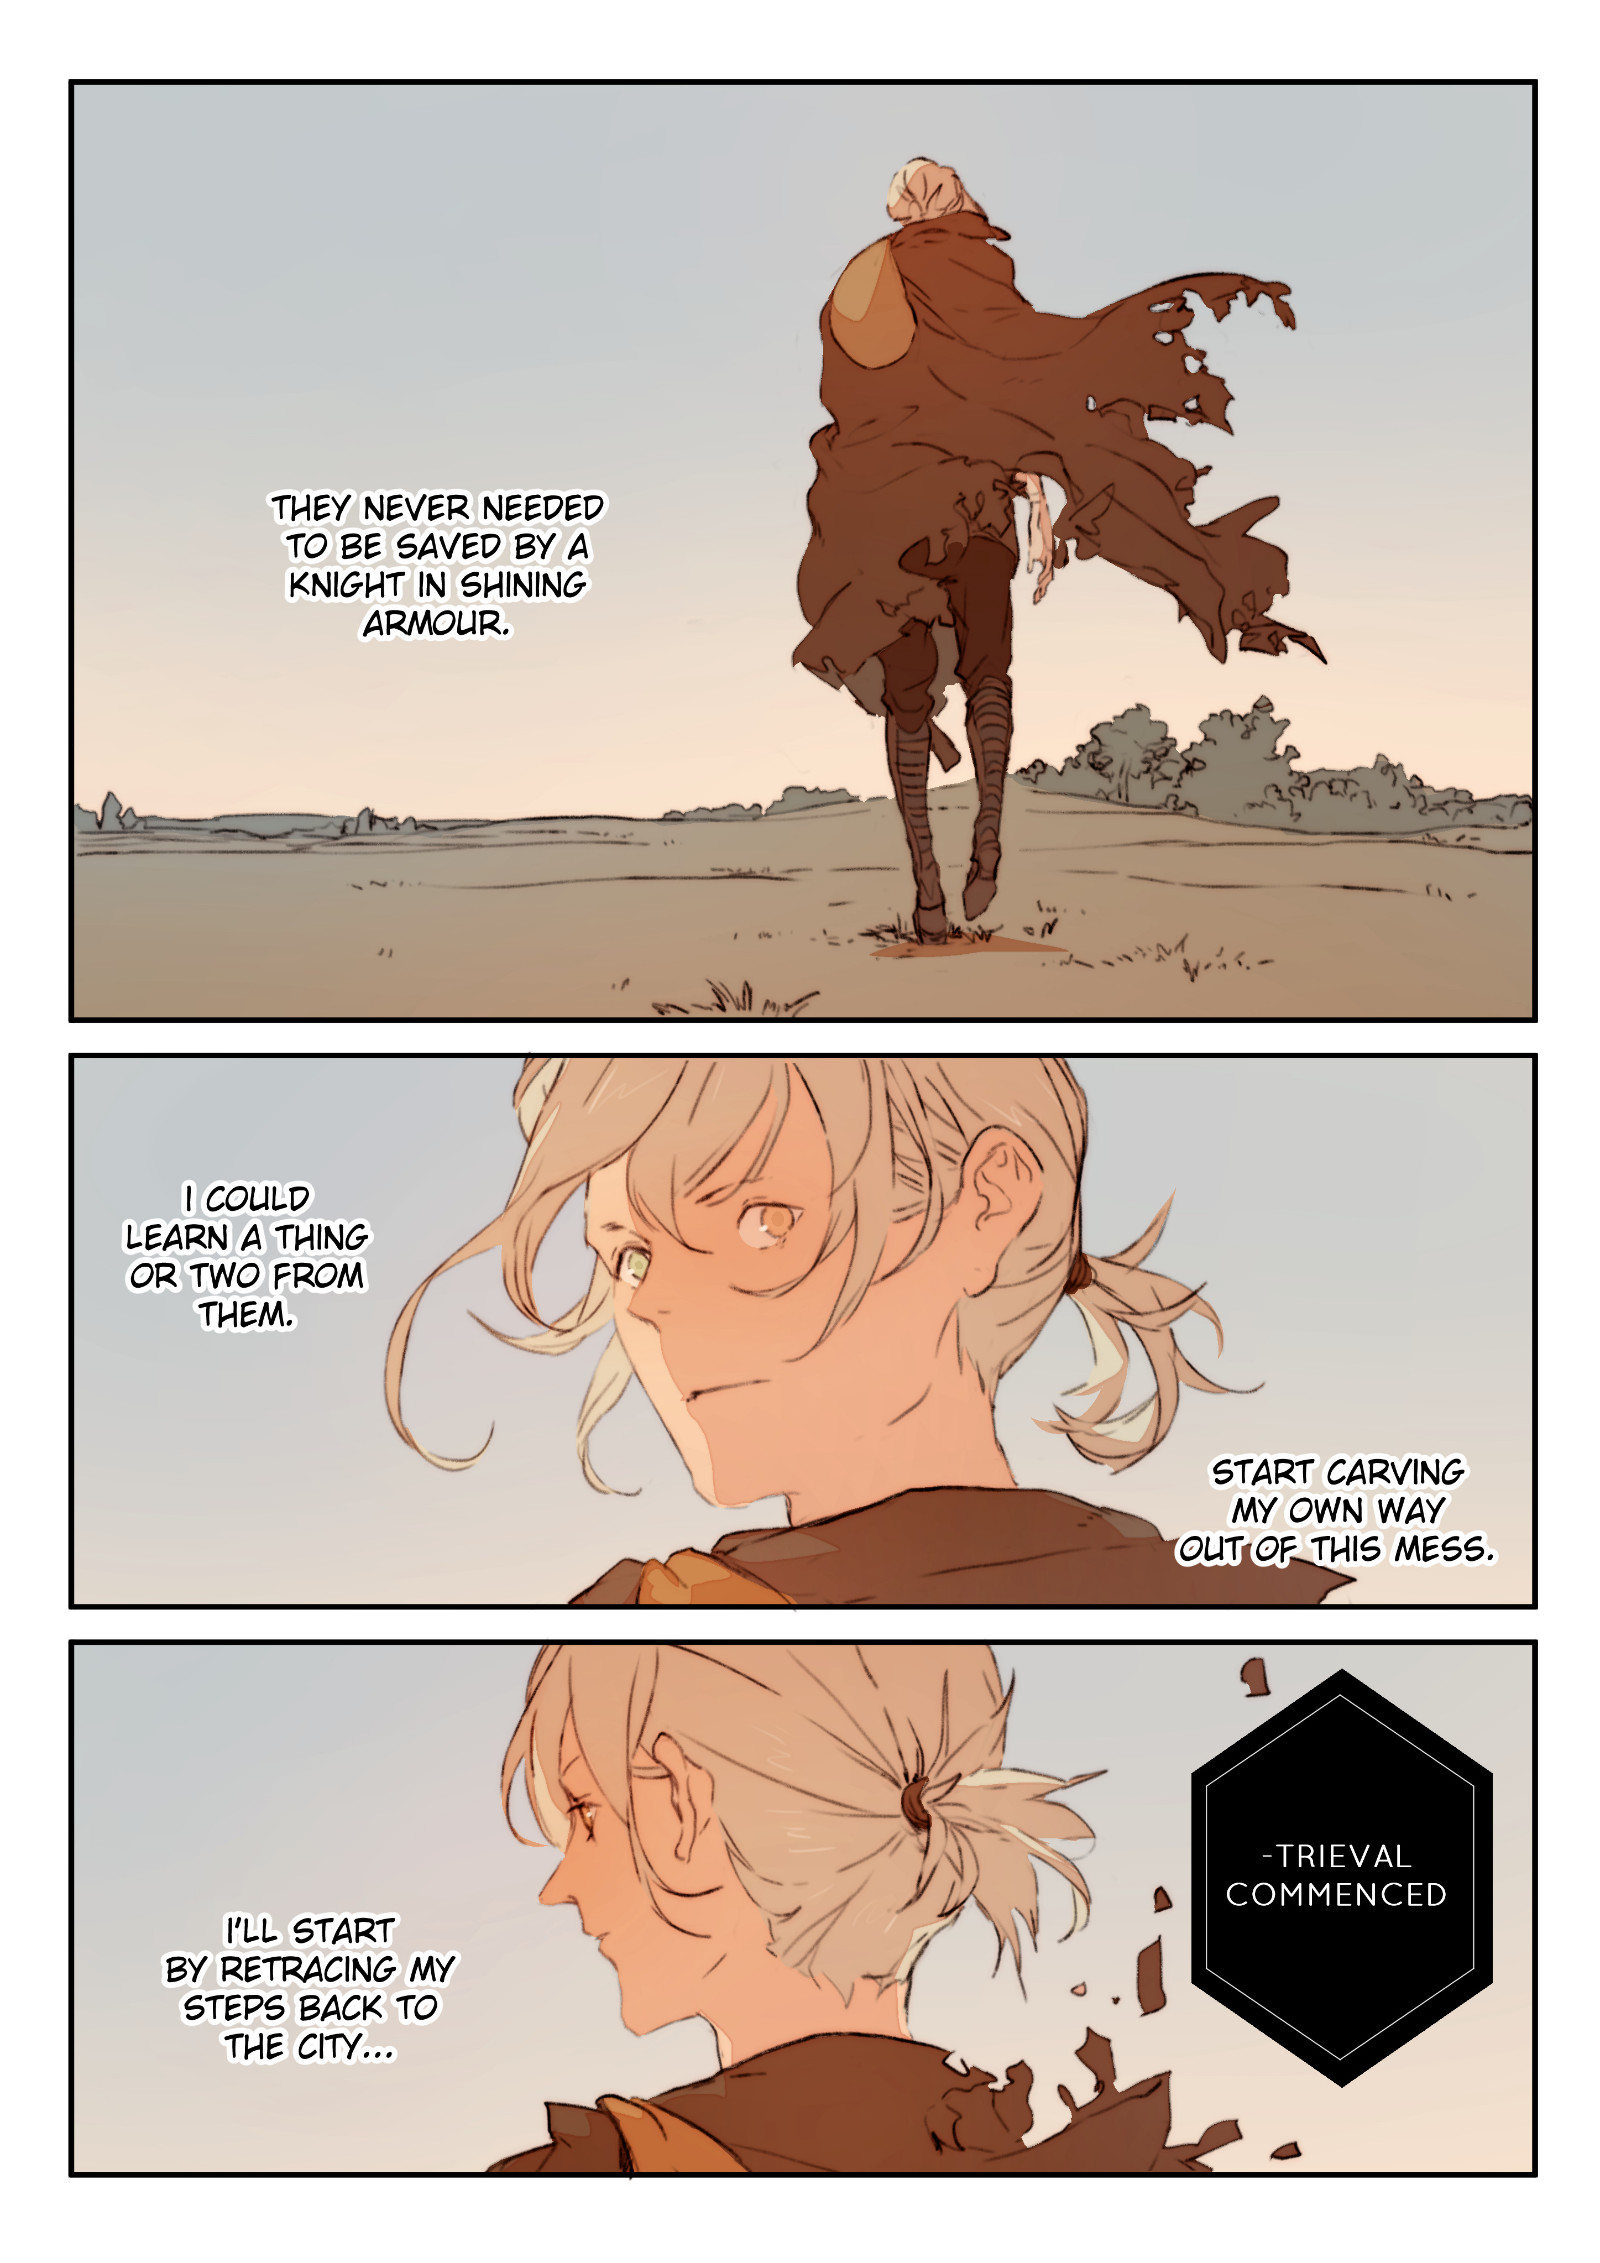 THEY NEVER NEEDED
TO BE SAVED BY A
KNIGHT IN SHINING
ARMOUR.
I COULD
LEARN A THING
OR TWO FROM
THEM.
START CARVING
MY OWN WAY
OUT OF THIS MESS.
-TRIEVAL
COMMENCED
I'LL START
BY RETRACING MY
STEPS BACK TO
THE CITY...